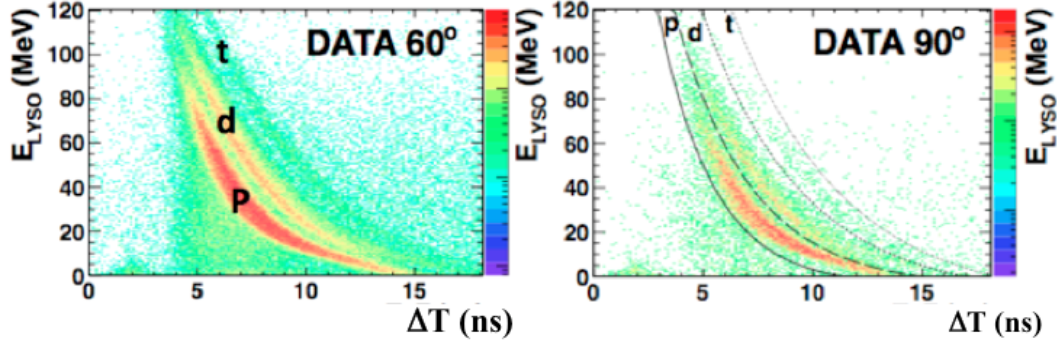 E_LYSO (MeV)
120
100
80
60
40
20
0
DATA 60°
t
d
P
0 5 10 15
ΔT (ns)
E_LYSO (MeV)
120
100
80
60
40
20
0
DATA 90°
p d t
0 5 10 15
ΔT (ns)
E_LYSO (MeV)